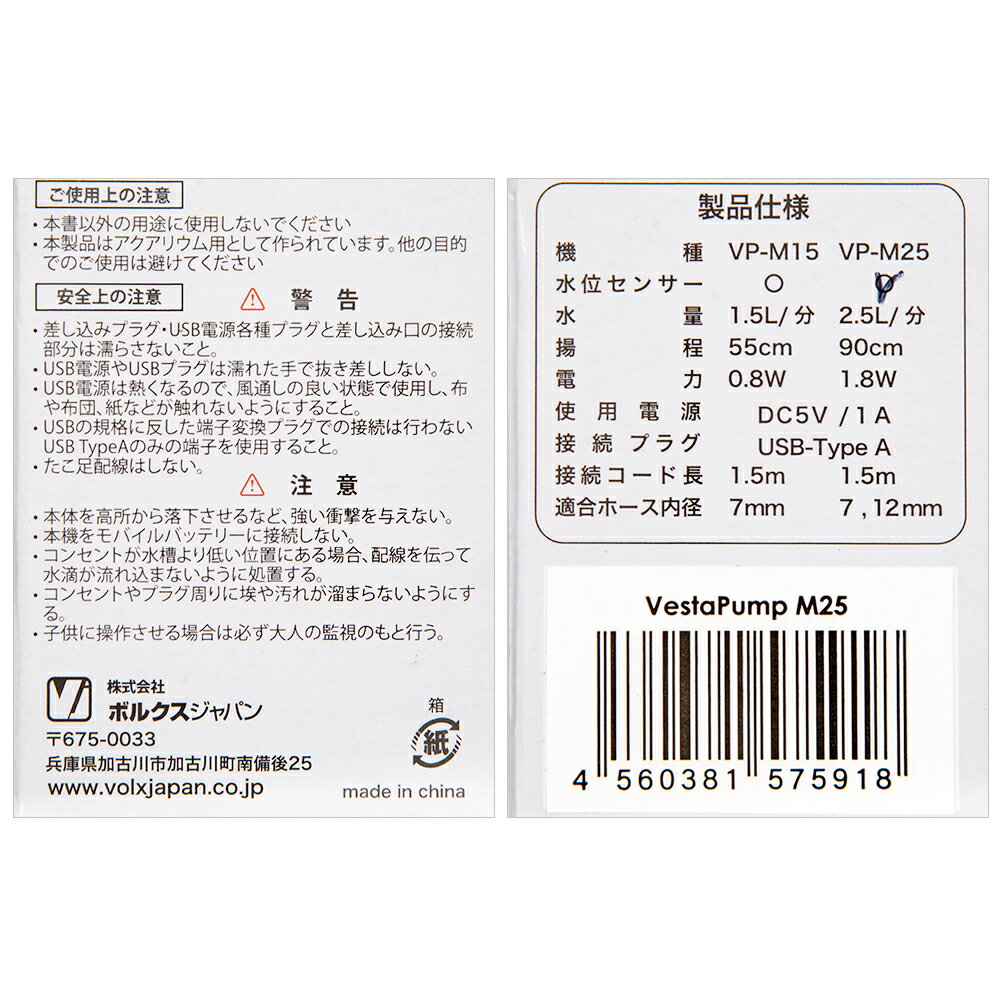 ご使用上の注意
・本書以外の用途に使用しないでください
・本製品はアクアリウム用として作られています。他の目的
でのご使用は避けてください
安全上の注意
警 告
・差し込みプラグ・USB電源各種プラグと差し込み口の接続
部分は濡らさないこと。
・USB電源やUSBプラグは濡れた手で抜き差ししない。
・USB電源は熱くなるので、風通しの良い状態で使用し、布
や布団、紙などが触れないようにすること。
・USBの規格に反した端子変換プラグでの接続は行わない
USB TypeAのみの端子を使用すること。
・たこ足配線はしない。
注 意
・本体を高所から落下させるなど、強い衝撃を与えない。
・本機をモバイルバッテリーに接続しない。
・コンセントが水槽より低い位置にある場合、配線を伝って
水滴が流れ込まないように処置する。
・コンセントやプラグ周りに埃や汚れが溜まらないようにす
る。
・子供に操作させる場合は必ず大人の監視のもと行う。
株式会社
ボルクスジャパン
〒675-0033
兵庫県加古川市加古川町南備後25
www.volxjapan.co.jp
箱
紙
made in china
製品仕様
機種 VP-M15 VP-M25
水位センサー ○ ○
水量 1.5L/分 2.5L/分
揚程 55cm 90cm
電力 0.8W 1.8W
使用電源 DC5V / 1 A
接続プラグ USB-Type A
接続コード長 1.5m 1.5m
適合ホース内径 7mm 7 , 12mm
VestaPump M25
4 560381 575918